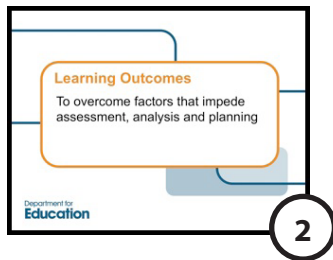 Learning Outcomes
To overcome factors that impede
assessment, analysis and planning
Department for
Education
2